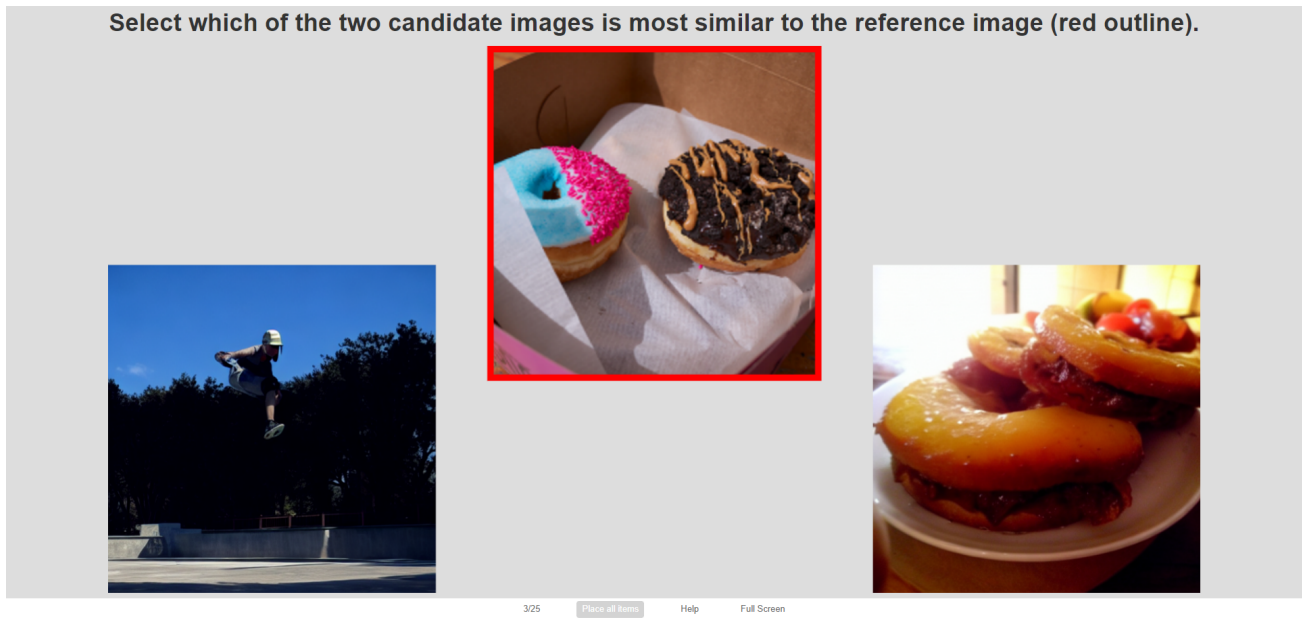 Select which of the two candidate images is most similar to the reference image (red outline).
3/25 Place all items Help Full Screen